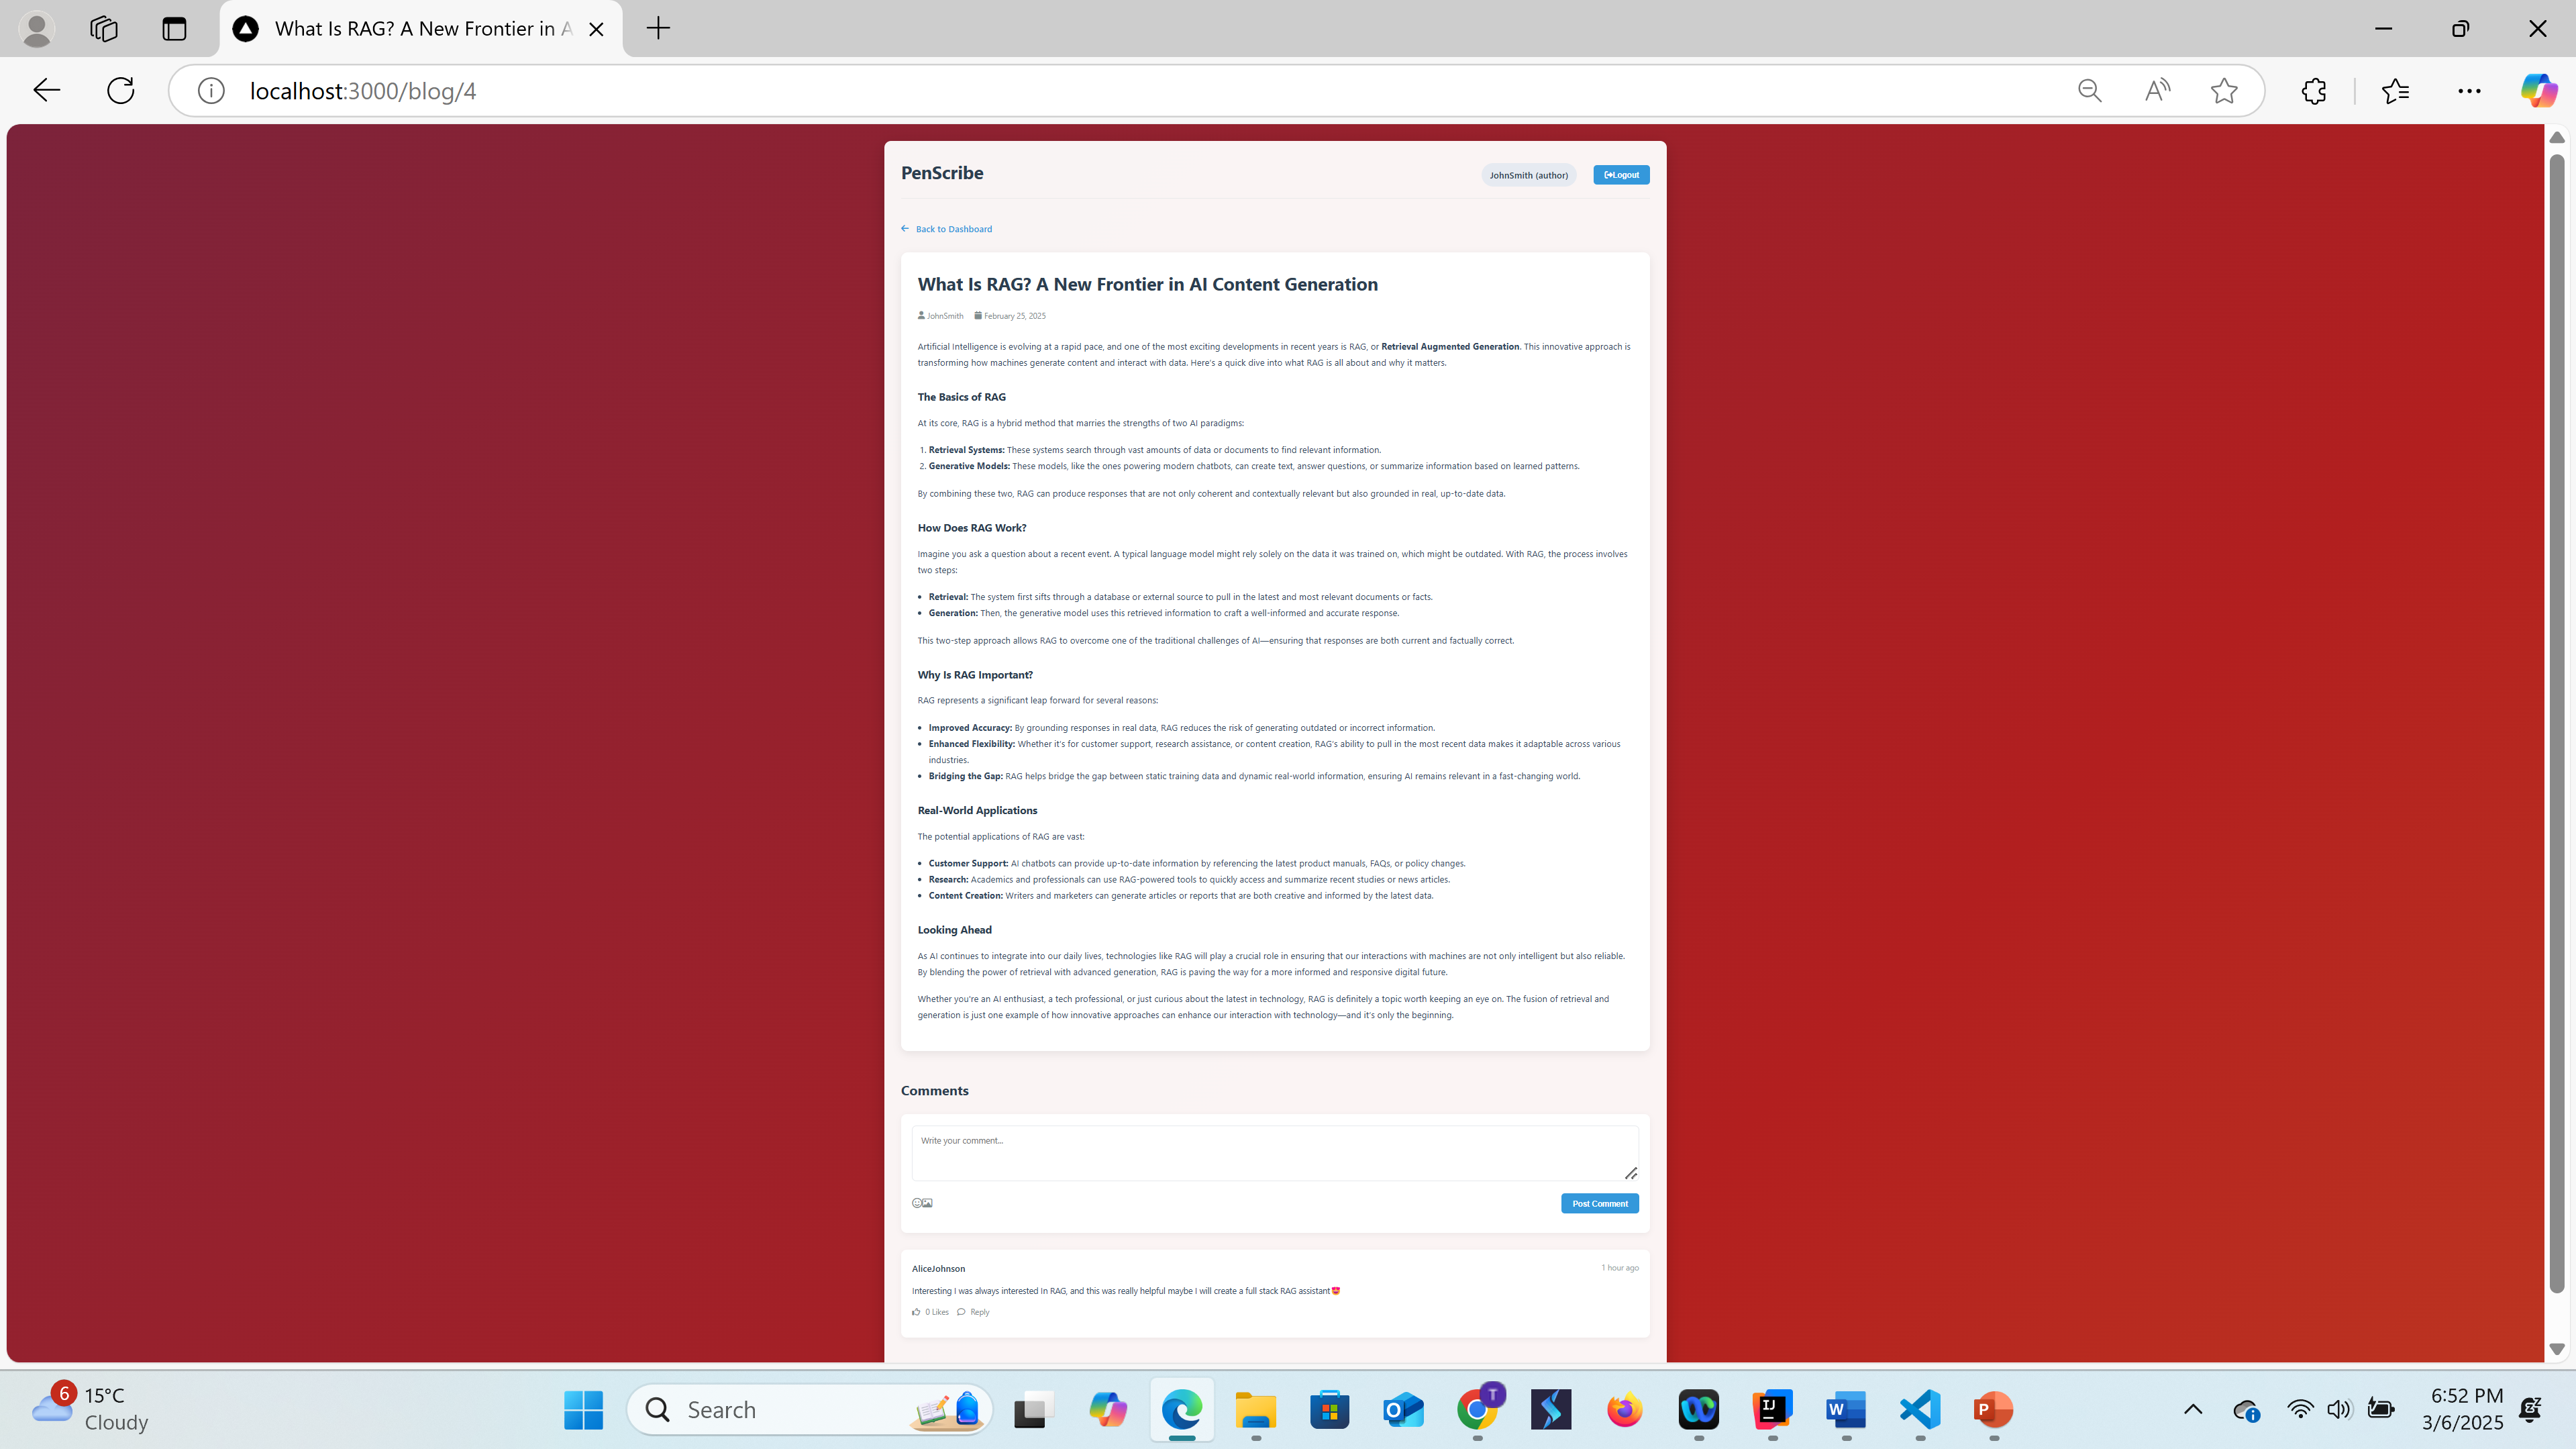 What Is RAG? A New Frontier in A
localhost:3000/blog/4
PenScribe
JohnSmith (author)
Logout
Back to Dashboard
What Is RAG? A New Frontier in AI Content Generation
JohnSmith February 25, 2025
Artificial Intelligence is evolving at a rapid pace, and one of the most exciting developments in recent years is RAG, or Retrieval Augmented Generation. This innovative approach is
transforming how machines generate content and interact with data. Here's a quick dive into what RAG is all about and why it matters.
The Basics of RAG
At its core, RAG is a hybrid method that marries the strengths of two AI paradigms:
1. Retrieval Systems: These systems search through vast amounts of data or documents to find relevant information.
2. Generative Models: These models, like the ones powering modern chatbots, can create text, answer questions, or summarize information based on learned patterns.
By combining these two, RAG can produce responses that are not only coherent and contextually relevant but also grounded in real, up-to-date data.
How Does RAG Work?
Imagine you ask a question about a recent event. A typical language model might rely solely on the data it was trained on, which might be outdated. With RAG, the process involves
two steps:
• Retrieval: The system first sifts through a database or external source to pull in the latest and most relevant documents or facts.
• Generation: Then, the generative model uses this retrieved information to craft a well-informed and accurate response.
This two-step approach allows RAG to overcome one of the traditional challenges of AI—ensuring that responses are both current and factually correct.
Why Is RAG Important?
RAG represents a significant leap forward for several reasons:
• Improved Accuracy: By grounding responses in real data, RAG reduces the risk of generating outdated or incorrect information.
• Enhanced Flexibility: Whether it's for customer support, research assistance, or content creation, RAG's ability to pull in the most recent data makes it adaptable across various
industries.
• Bridging the Gap: RAG helps bridge the gap between static training data and dynamic real-world information, ensuring AI remains relevant in a fast-changing world.
Real-World Applications
The potential applications of RAG are vast:
• Customer Support: AI chatbots can provide up-to-date information by referencing the latest product manuals, FAQs, or policy changes.
• Research: Academics and professionals can use RAG-powered tools to quickly access and summarize recent studies or news articles.
• Content Creation: Writers and marketers can generate articles or reports that are both creative and informed by the latest data.
Looking Ahead
As AI continues to integrate into our daily lives, technologies like RAG will play a crucial role in ensuring that our interactions with machines are not only intelligent but also reliable.
By blending the power of retrieval with advanced generation, RAG is paving the way for a more informed and responsive digital future.
Whether you're an AI enthusiast, a tech professional, or just curious about the latest in technology, RAG is definitely a topic worth keeping an eye on. The fusion of retrieval and
generation is just one example of how innovative approaches can enhance our interaction with technology—and it's only the beginning.
Comments
Write your comment...
Post Comment
AliceJohnson
1 hour ago
Interesting I was always interested In RAG, and this was really helpful maybe I will create a full stack RAG assistant😍
0 Likes Reply
6
15°C
Cloudy
Search
T
6:52 PM
3/6/2025